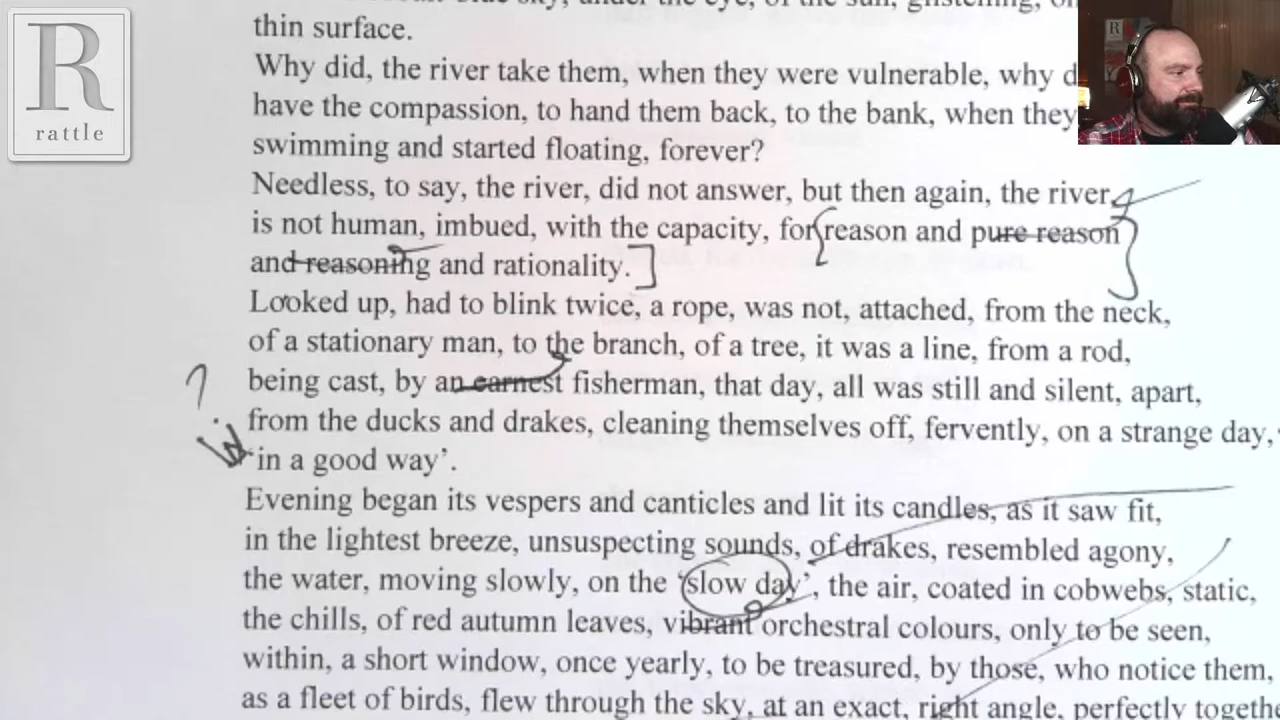 R
rattle
thin surface.
Why did, the river take them, when they were vulnerable, why d
have the compassion, to hand them back, to the bank, when they
swimming and started floating, forever?
Needless, to say, the river, did not answer, but then again, the river
is not human, imbued, with the capacity, for reason and pure reason
and reasoning and rationality.
Looked up, had to blink twice, a rope, was not, attached, from the neck,
of a stationary man, to the branch, of a tree, it was a line, from a rod,
being cast, by an earnest fisherman, that day, all was still and silent, apart,
from the ducks and drakes, cleaning themselves off, fervently, on a strange day,
'in a good way'.
Evening began its vespers and canticles and lit its candles, as it saw fit,
in the lightest breeze, unsuspecting sounds, of drakes, resembled agony,
the water, moving slowly, on the 'slow day', the air, coated in cobwebs, static,
the chills, of red autumn leaves, vibrant orchestral colours, only to be seen,
within, a short window, once yearly, to be treasured, by those, who notice them,
as a fleet of birds, flew through the sky, at an exact, right angle, perfectly togethe